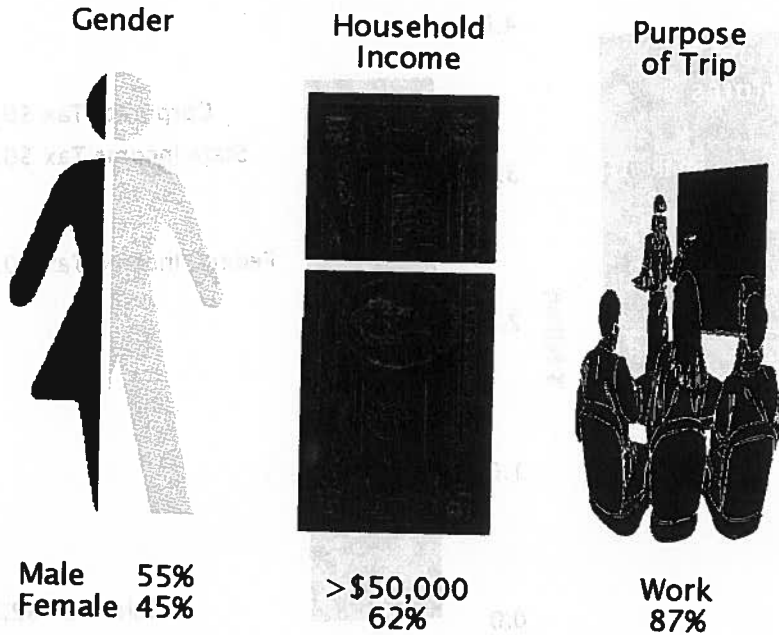 Gender
Household
Income
Purpose
of Trip
Male 55%
Female 45%
>$50,000
62%
Work
87%